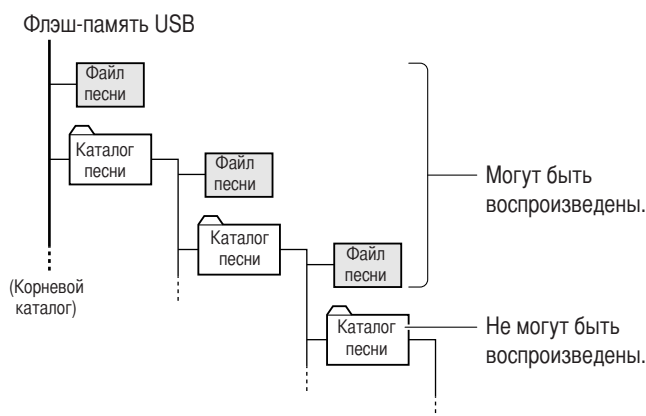 Флэш-память USB
Файл
песни
Каталог
песни
Файл
песни
Могут быть
воспроизведены.
Каталог
песни
Файл
песни
(Корневой
каталог)
Каталог
песни
Не могут быть
воспроизведены.